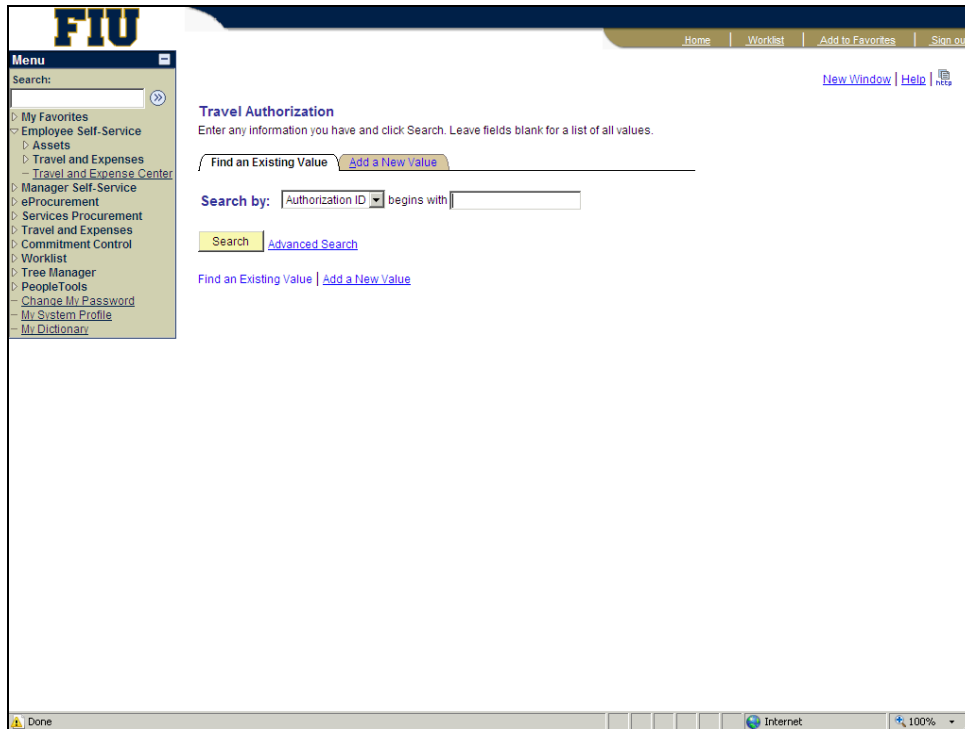 FIU
Home | Worklist | Add to Favorites | Sign ou
Menu
Search:
New Window | Help | http
My Favorites
Employee Self-Service
Assets
Travel and Expenses
Travel and Expense Center
Manager Self-Service
eProcurement
Services Procurement
Travel and Expenses
Commitment Control
Worklist
Tree Manager
PeopleTools
Change My Password
My System Profile
My Dictionary
Travel Authorization
Enter any information you have and click Search. Leave fields blank for a list of all values.
Find an Existing Value Add a New Value
Search by: Authorization ID begins with
Search Advanced Search
Find an Existing Value | Add a New Value
Done Internet 100%